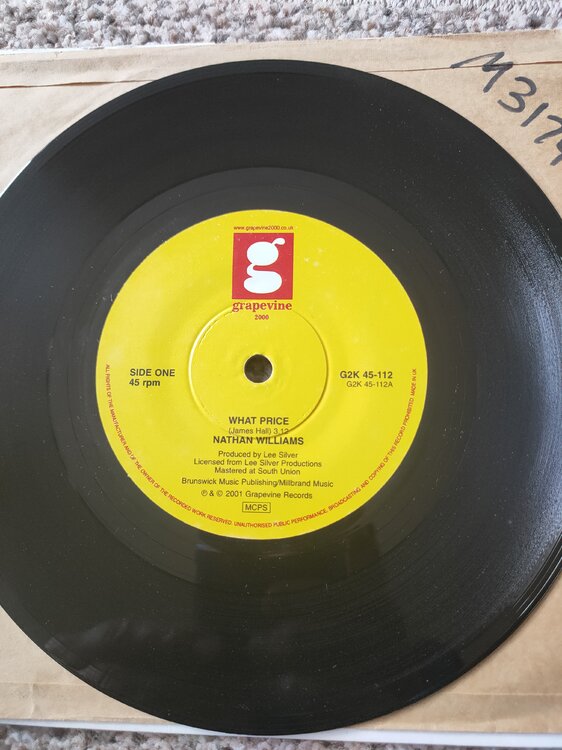 M3174
www.grapevine2000.co.uk
g
grapevine
2000
SIDE ONE
45 rpm
G2K 45-112
G2K 45-112A
WHAT PRICE
(James Hall) 3.12
NATHAN WILLIAMS
Produced by Lee Silver
Licensed from Lee Silver Productions
Mastered at South Union
Brunswick Music Publishing/Millbrand Music
℗ & © 2001 Grapevine Records
MCPS
ALL RIGHTS OF THE MANUFACTURER AND OF THE OWNER OF THE RECORDED WORK RESERVED. UNAUTHORISED PUBLIC PERFORMANCE, BROADCASTING AND COPYING OF THIS RECORD PROHIBITED. MADE IN UK